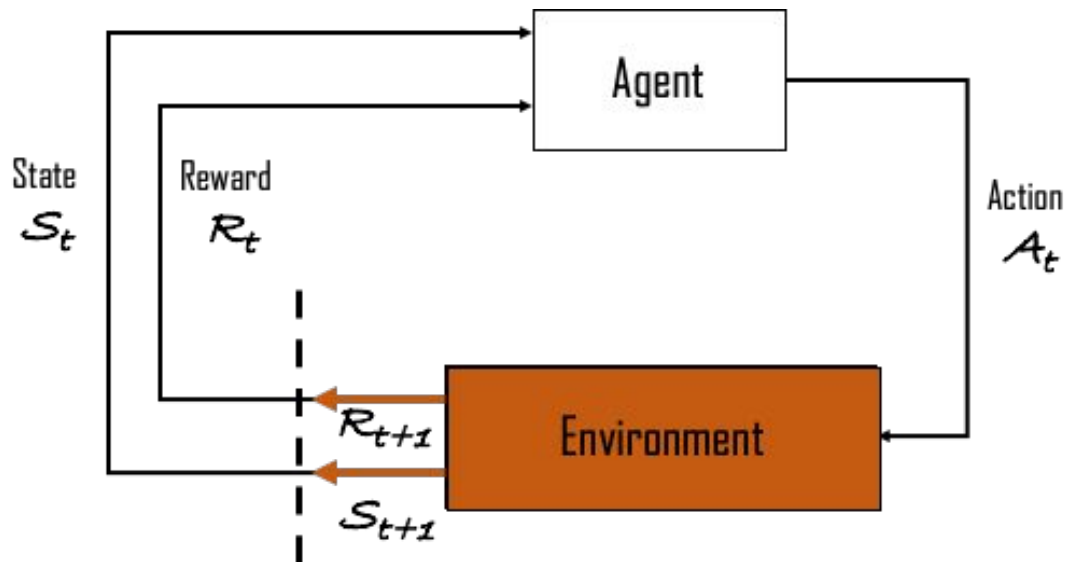 Agent
State
S_t
Reward
R_t
Action
A_t
R_{t+1}
Environment
S_{t+1}